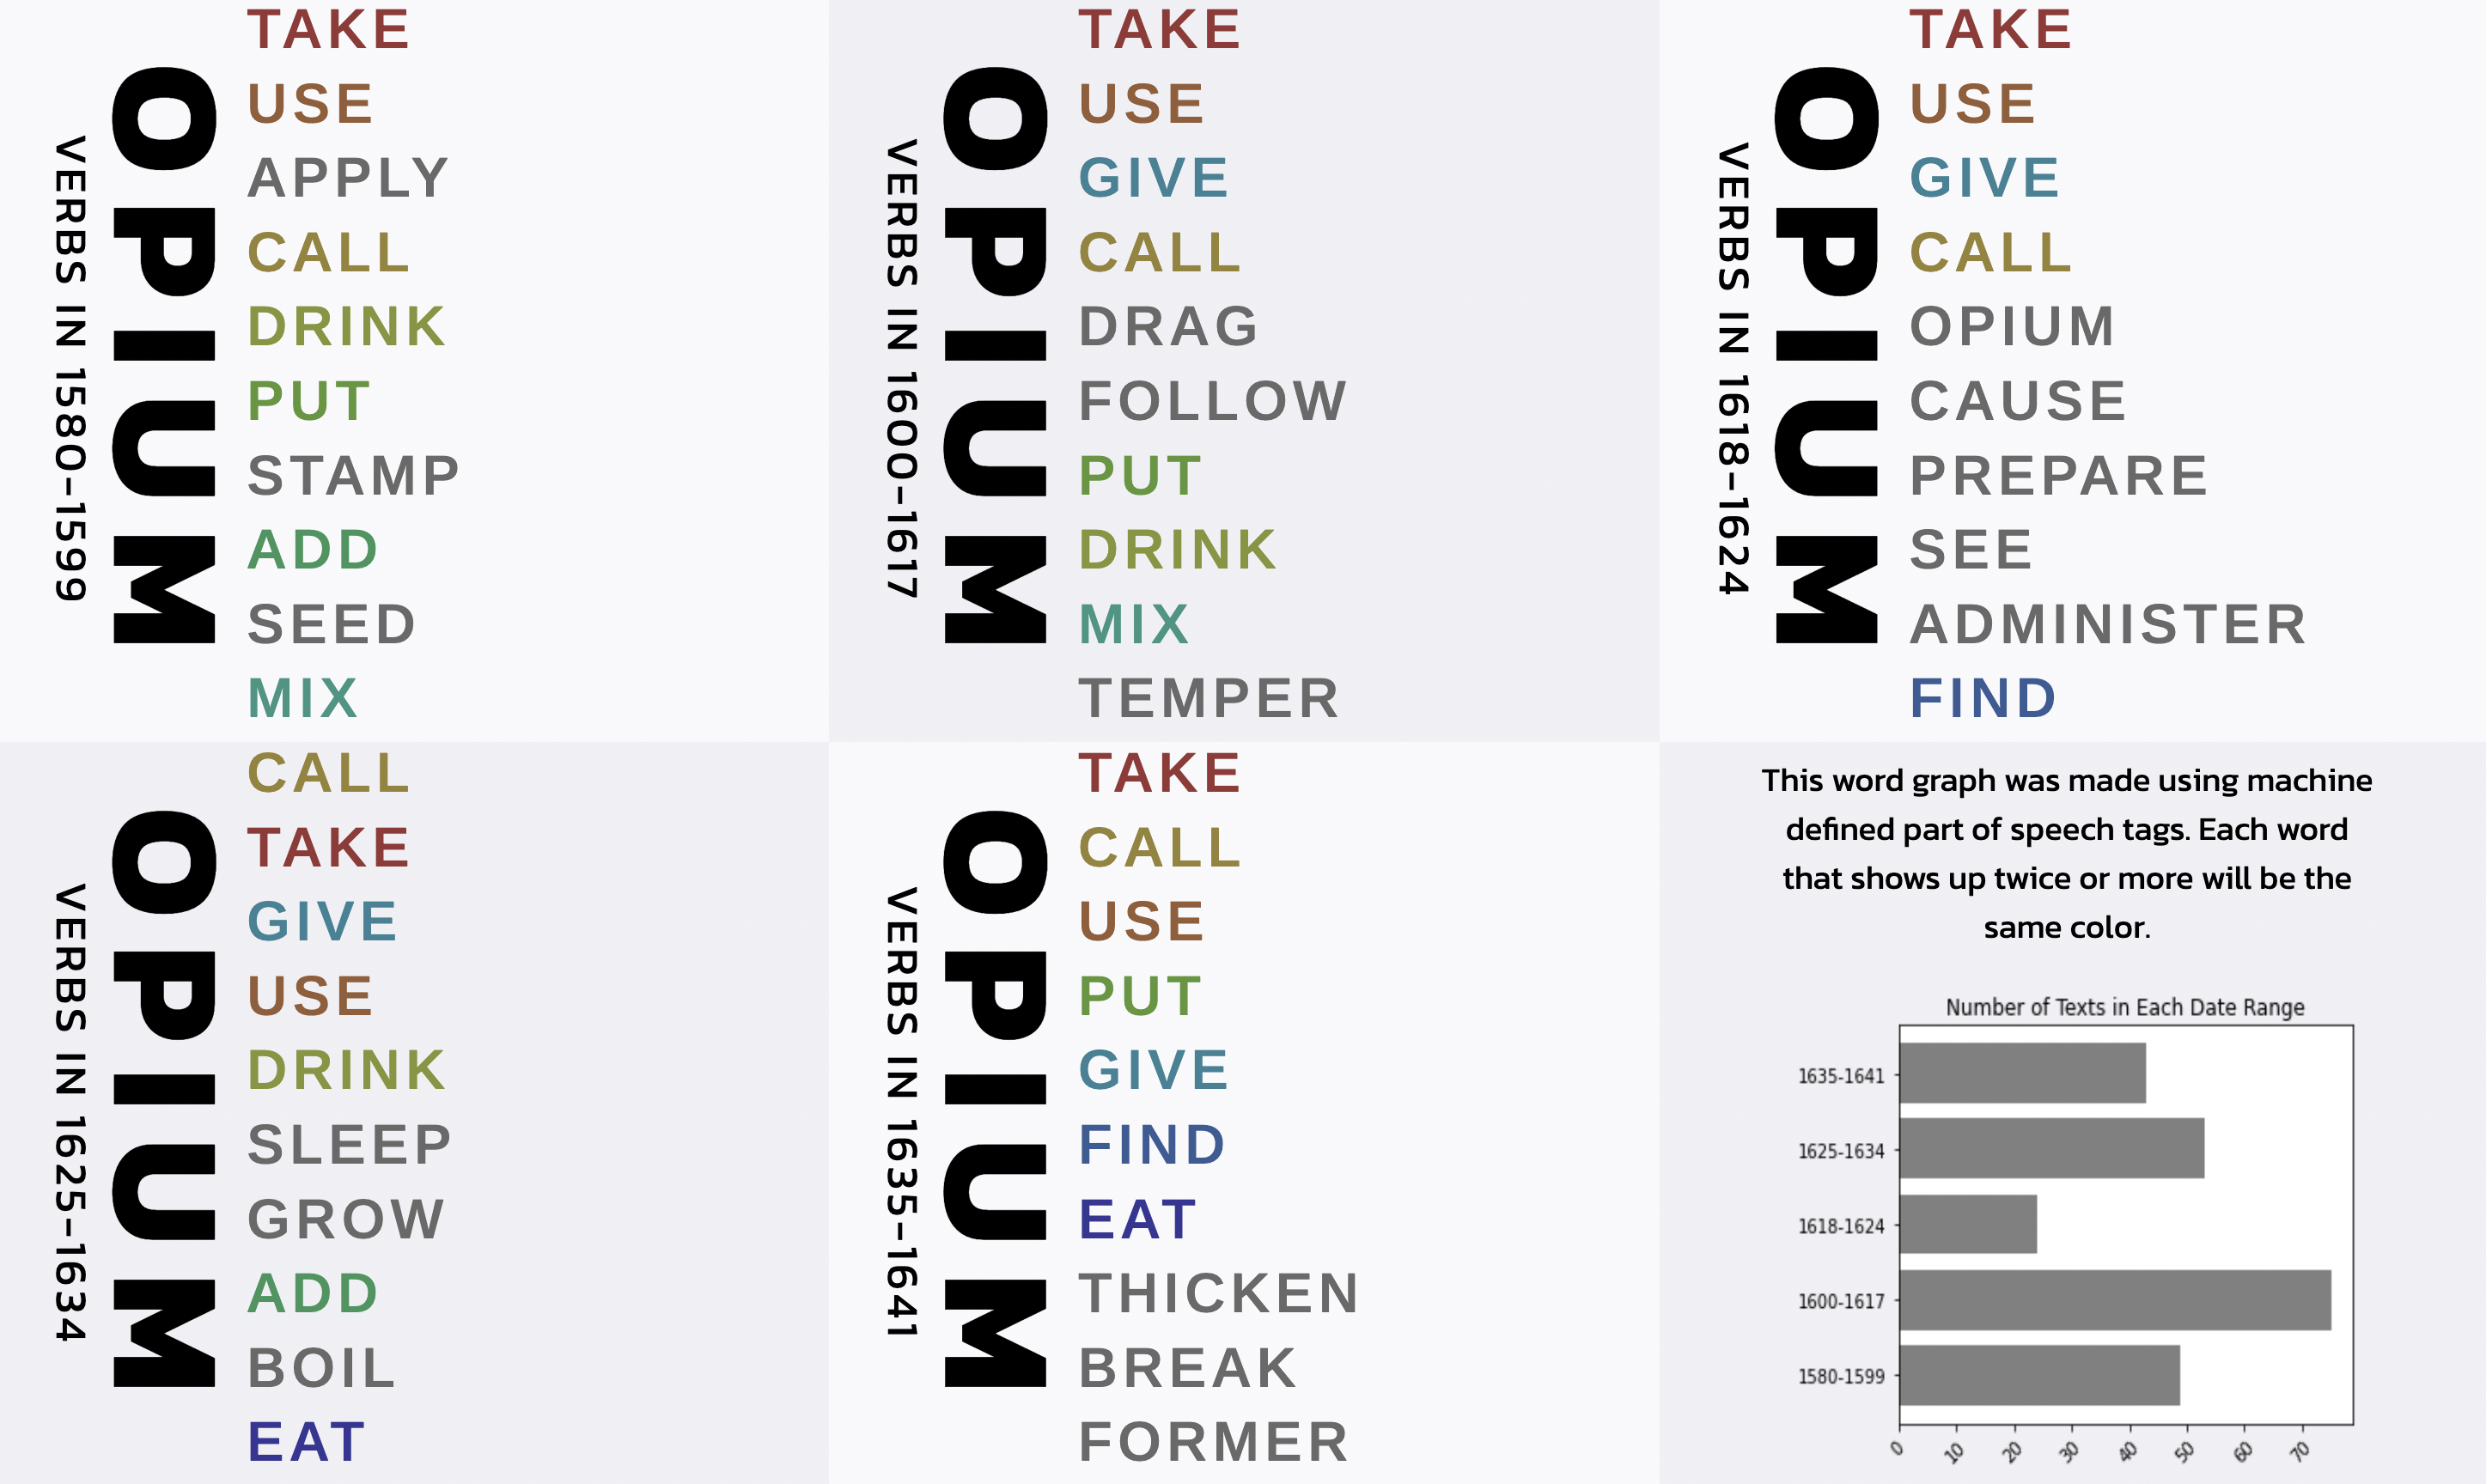 VERBS IN 1580-1599
OPIUM
TAKE
USE
APPLY
CALL
DRINK
PUT
STAMP
ADD
SEED
MIX
VERBS IN 1600-1617
OPIUM
TAKE
USE
GIVE
CALL
DRAG
FOLLOW
PUT
DRINK
MIX
TEMPER
VERBS IN 1618-1624
OPIUM
TAKE
USE
GIVE
CALL
OPIUM
CAUSE
PREPARE
SEE
ADMINISTER
FIND
VERBS IN 1625-1634
OPIUM
CALL
TAKE
GIVE
USE
DRINK
SLEEP
GROW
ADD
BOIL
EAT
VERBS IN 1635-1641
OPIUM
TAKE
CALL
USE
PUT
GIVE
FIND
EAT
THICKEN
BREAK
FORMER
This word graph was made using machine
defined part of speech tags. Each word
that shows up twice or more will be the
same color.
Number of Texts in Each Date Range
1635-1641
1625-1634
1618-1624
1600-1617
1580-1599
0 10 20 30 40 50 60 70